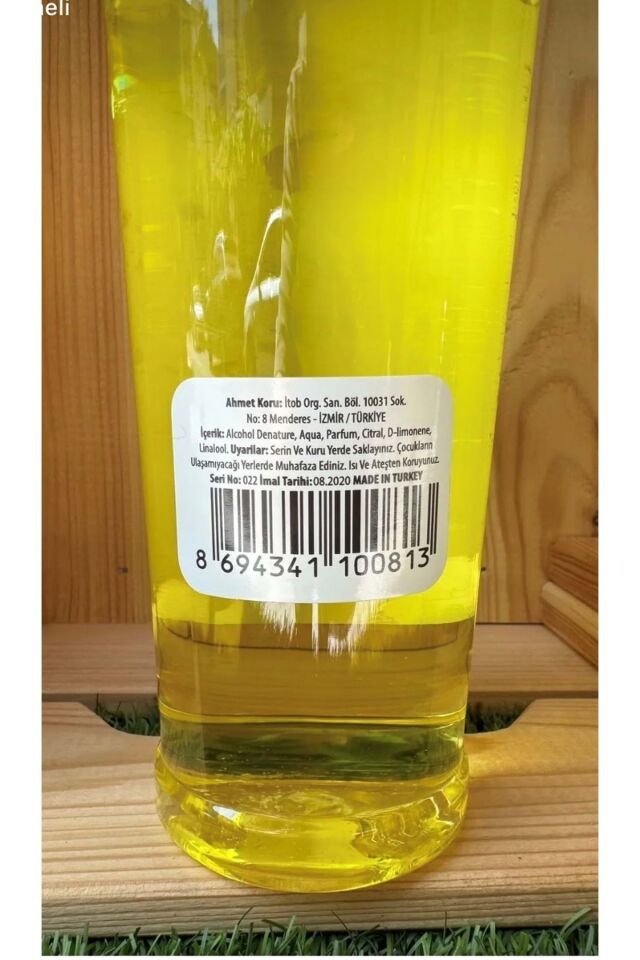 eli
Ahmet Koru: İtob Org. San. Böl. 10031 Sok.
No: 8 Menderes - İZMİR / TÜRKİYE
İçerik: Alcohol Denature, Aqua, Parfum, Citral, D-limonene,
Linalool. Uyarılar: Serin Ve Kuru Yerde Saklayınız. Çocukların
Ulaşamıyacağı Yerlerde Muhafaza Ediniz. Isı Ve Ateşten Koruyunuz.
Seri No: 022 İmal Tarihi: 08.2020 MADE IN TURKEY
8 694341 100813